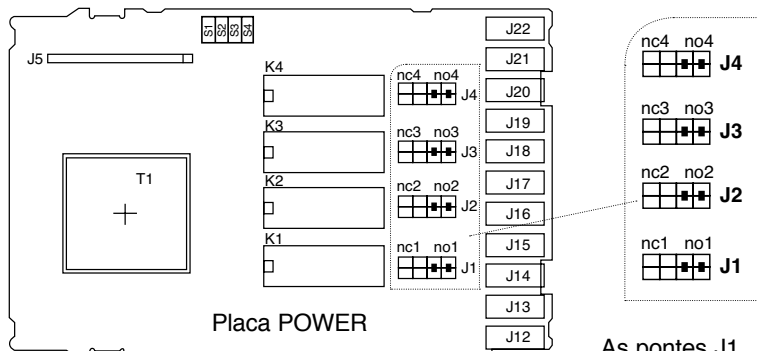 S1 S2 S3 S4
J5
T1
K4
K3
K2
K1
nc4 no4
J4
nc3 no3
J3
nc2 no2
J2
nc1 no1
J1
J22
J21
J20
J19
J18
J17
J16
J15
J14
J13
J12
Placa POWER
nc4 no4
J4
nc3 no3
J3
nc2 no2
J2
nc1 no1
J1
As pontes J1